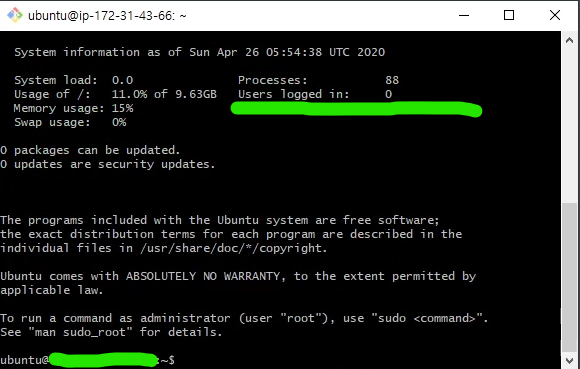 ubuntu@ip-172-31-43-66: ~
System information as of Sun Apr 26 05:54:38 UTC 2020
System load:  0.0                Processes:           88
Usage of /:   11.0% of 9.63GB   Users logged in:     0
Memory usage: 15%
Swap usage:   0%
0 packages can be updated.
0 updates are security updates.
The programs included with the Ubuntu system are free software;
the exact distribution terms for each program are described in the
individual files in /usr/share/doc/*/copyright.
Ubuntu comes with ABSOLUTELY NO WARRANTY, to the extent permitted by
applicable law.
To run a command as administrator (user "root"), use "sudo <command>".
See "man sudo_root" for details.
ubuntu@:~$